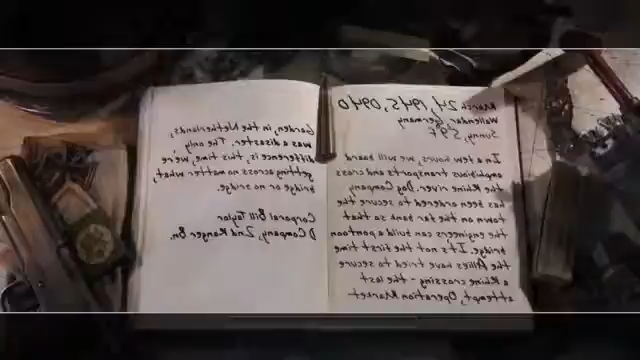 March 24, 1945, 0940
Wallendar, Germany
Sunny, 59 F
In a few hours, we will board
amphibious transports and cross
the Rhine river. Dog Company
has been ordered to secure the
town on the far bank so that
the engineers can build a pontoon
bridge. It's not the first time
the Allies have tried to secure
a Rhine crossing - the last
attempt, Operation Market
Garden, in the Netherlands,
was a disaster. The only
difference is, this time, we're
getting across no matter what,
bridge or no bridge.
Corporal Bill Taylor
D Company, 2nd Ranger Bn.